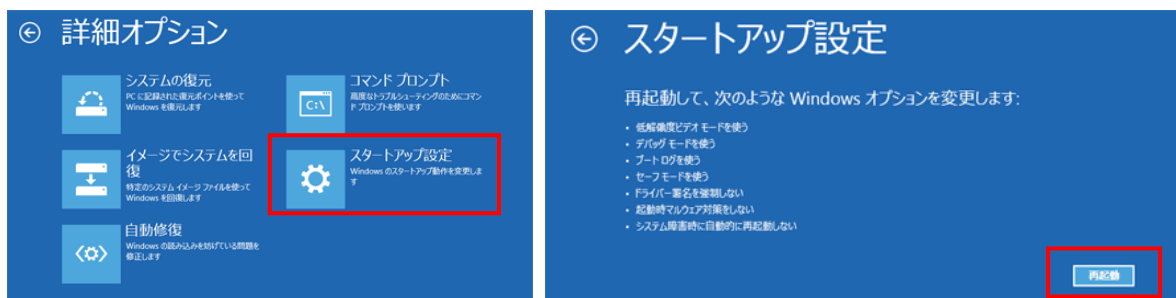 詳細オプション
システムの復元
PC に記録された復元ポイントを使って
Windows を復元します
コマンド プロンプト
高度なトラブルシューティングのためにコマン
ド プロンプトを使います
C:\
イメージでシステムを回
復
特定のシステム イメージ ファイルを使って
Windows を回復します
スタートアップ設定
Windows のスタートアップ動作を変更しま
す
自動修復
Windows の読み込みを妨げている問題を
修正します
スタートアップ設定
再起動して、次のような Windows オプションを変更します:
• 低解像度ビデオ モードを使う
• デバッグ モードを使う
• ブート ログを使う
• セーフ モードを使う
• ドライバー署名を強制しない
• 起動時マルウェア対策をしない
• システム障害時に自動的に再起動しない
再起動